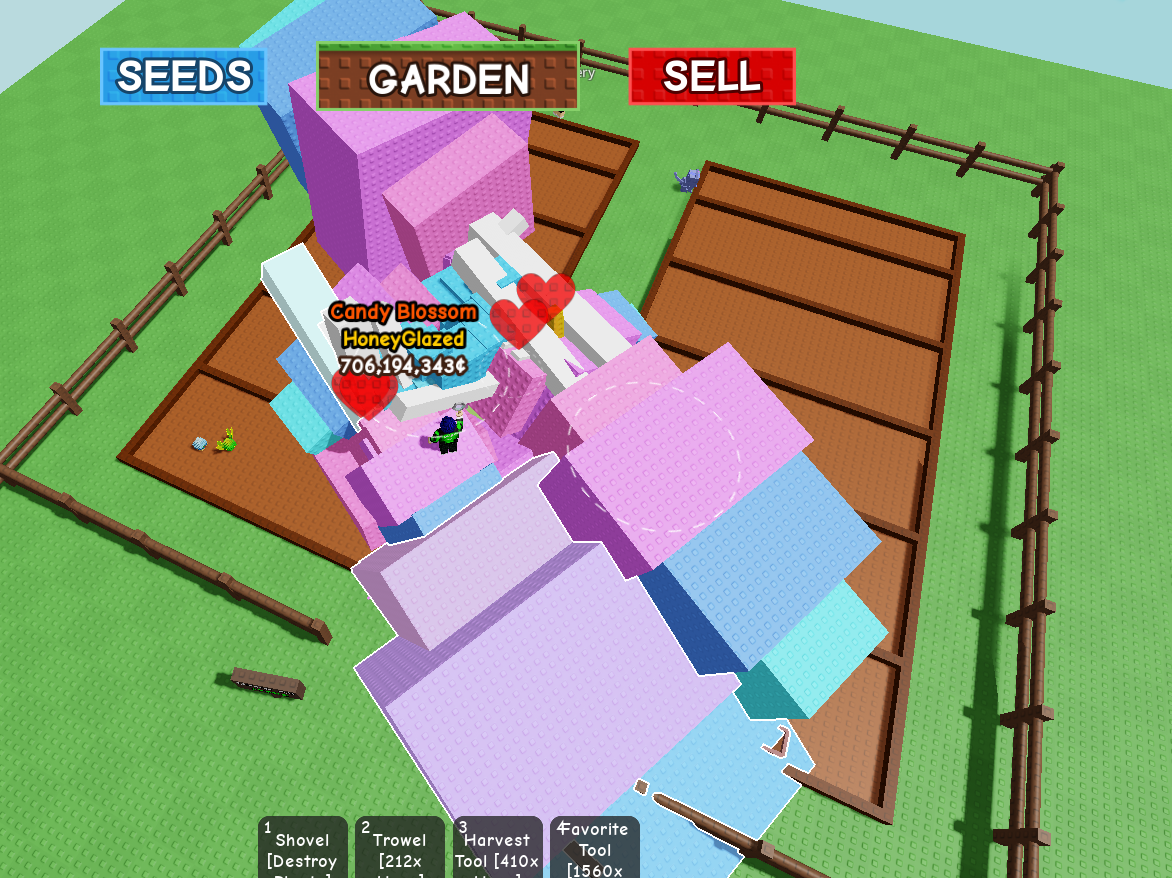 SEEDS
GARDEN
SELL
ery
Candy Blossom
HoneyGlazed
706,194,343¢
1
Shovel
[Destroy
2
Trowel
[212x
3
Harvest
Tool [410x
4
Favorite
Tool
[1560x